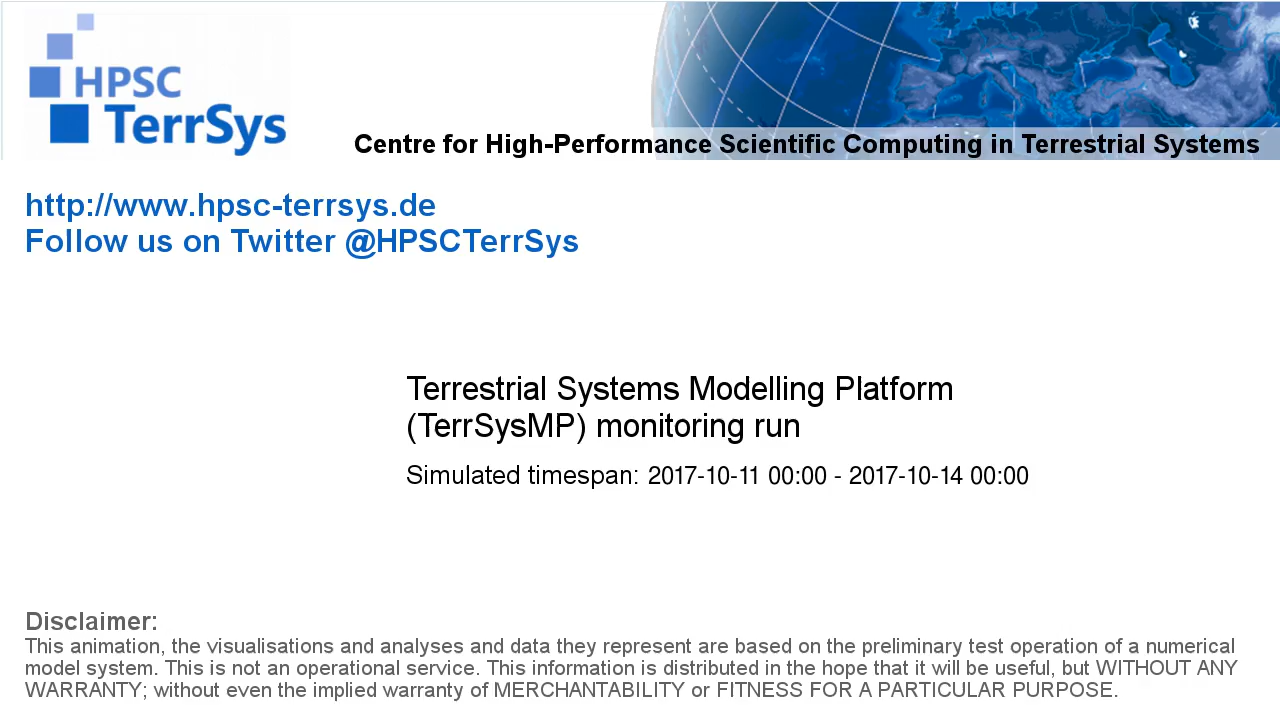 HPSC
TerrSys
Centre for High-Performance Scientific Computing in Terrestrial Systems
http://www.hpsc-terrsys.de
Follow us on Twitter @HPSCTerrSys
Terrestrial Systems Modelling Platform
(TerrSysMP) monitoring run
Simulated timespan: 2017-10-11 00:00 - 2017-10-14 00:00
Disclaimer:
This animation, the visualisations and analyses and data they represent are based on the preliminary test operation of a numerical
model system. This is not an operational service. This information is distributed in the hope that it will be useful, but WITHOUT ANY
WARRANTY; without even the implied warranty of MERCHANTABILITY or FITNESS FOR A PARTICULAR PURPOSE.